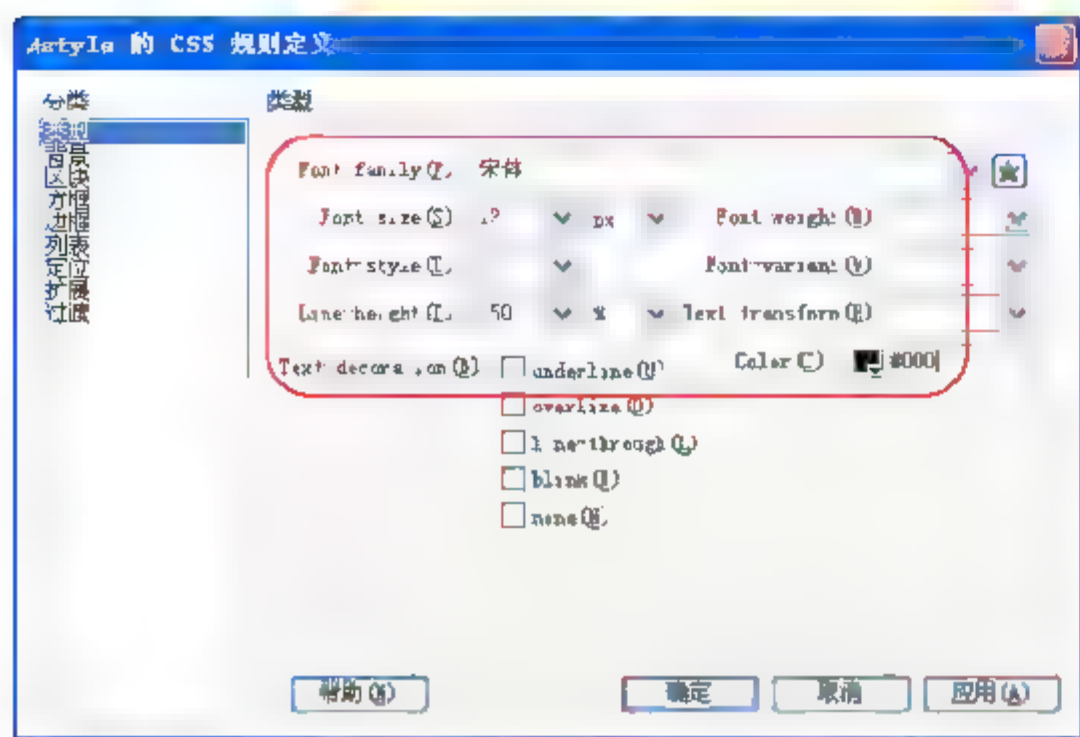 的 CSS 规则定义
分类
类型
背景
区块
方框
边框
列表
定位
扩展
过渡
类型
Font-family(F) 宋体
Font-size(S) px Font-weight(W)
Font-style(T) Font-variant(V)
Line-height(I) 50 % Text-transform(R)
Text-decoration(D) underline(U) Color(C) #000
overline(O)
line-through(L)
blink(I)
none(N)
帮助(H) 确定 取消 应用(A)